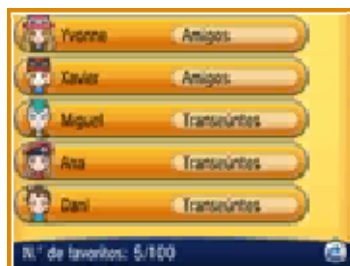 Yvonne Amigos
Xavier Amigos
Miguel Transeúntes
Ana Transeúntes
Dani Transeúntes
N.º de favoritos: 5/100